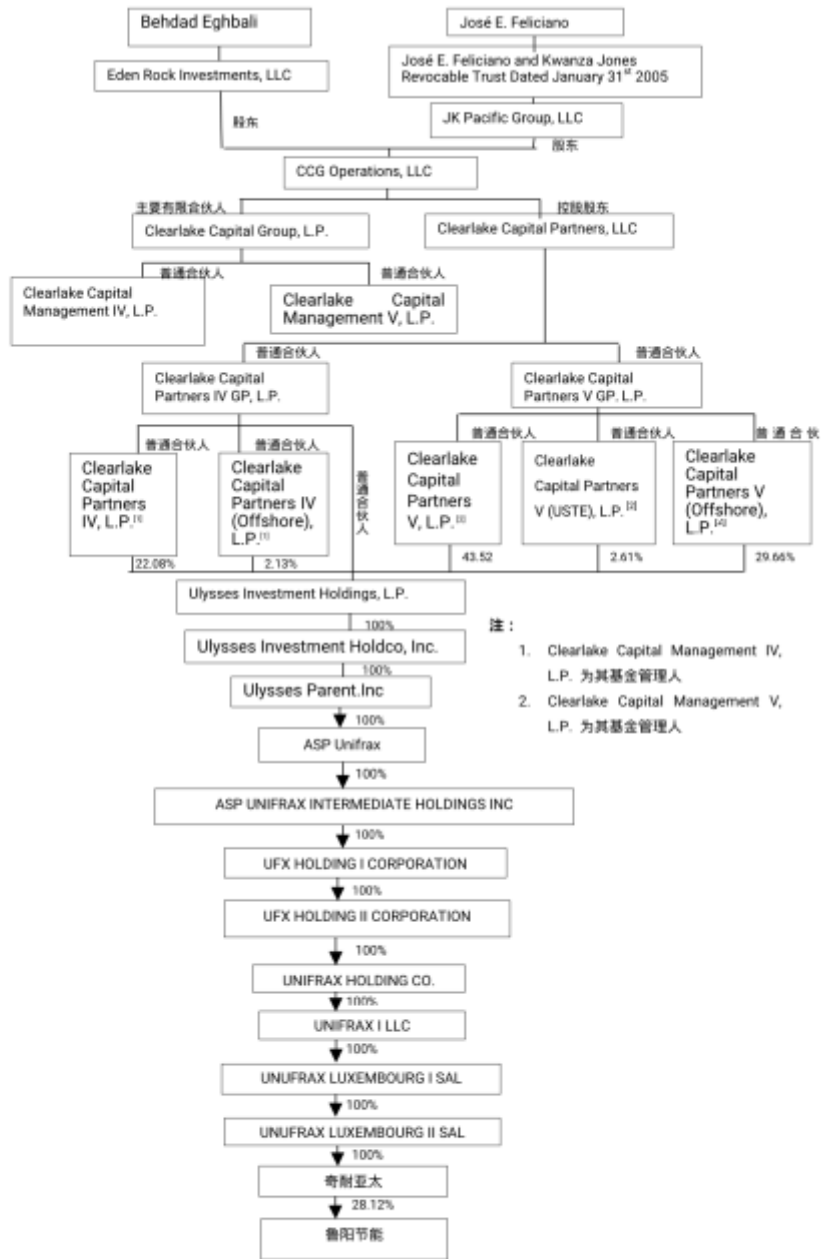 Behdad Eghbali
José E. Feliciano
Eden Rock Investments, LLC
José E. Feliciano and Kwanza Jones
Revocable Trust Dated January 31st 2005
JK Pacific Group, LLC
股东
股东
CCG Operations, LLC
主要有限合伙人
控股股东
Clearlake Capital Group, L.P.
Clearlake Capital Partners, LLC
普通合伙人
普通合伙人
Clearlake Capital
Management IV, L.P.
Clearlake Capital
Management V, L.P.
普通合伙人
普通合伙人
Clearlake Capital
Partners IV GP, L.P.
Clearlake Capital
Partners V GP, L.P.
普通合伙人
普通合伙人
普通合伙人
普通合伙人
普通合伙人
普通合伙
Clearlake
Capital
Partners
IV, L.P.[1]
Clearlake
Capital
Partners IV
(Offshore),
L.P.[1]
Clearlake
Capital
Partners
V, L.P.
Clearlake
Capital Partners
V (USTE), L.P. [2]
Clearlake
Capital
Partners V
(Offshore),
L.P.
22.08%
2.13%
43.52
2.61%
29.66%
Ulysses Investment Holdings, L.P.
100%
Ulysses Investment Holdco, Inc.
100%
Ulysses Parent.Inc
100%
ASP Unifrax
100%
ASP UNIFRAX INTERMEDIATE HOLDINGS INC
100%
UFX HOLDING I CORPORATION
100%
UFX HOLDING II CORPORATION
100%
UNIFRAX HOLDING CO.
100%
UNIFRAX I LLC
100%
UNUFRAX LUXEMBOURG I SAL
100%
UNUFRAX LUXEMBOURG II SAL
100%
奇耐亚太
28.12%
鲁阳节能
注：
1. Clearlake Capital Management IV,
L.P. 为其基金管理人
2. Clearlake Capital Management V,
L.P. 为其基金管理人